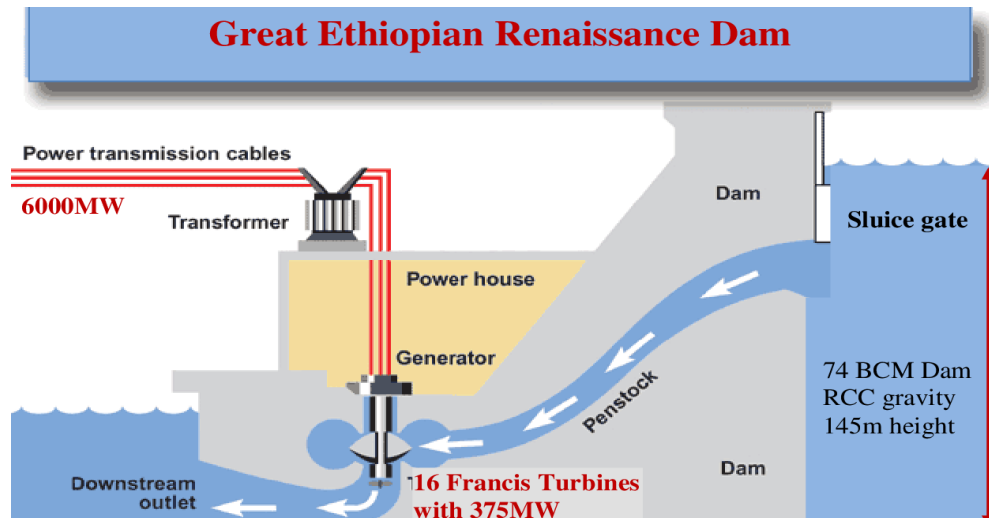 Great Ethiopian Renaissance Dam
Power transmission cables
6000MW
Transformer
Dam
Sluice gate
Power house
Generator
Penstock
74 BCM Dam
RCC gravity
145m height
Dam
Downstream
outlet
16 Francis Turbines
with 375MW